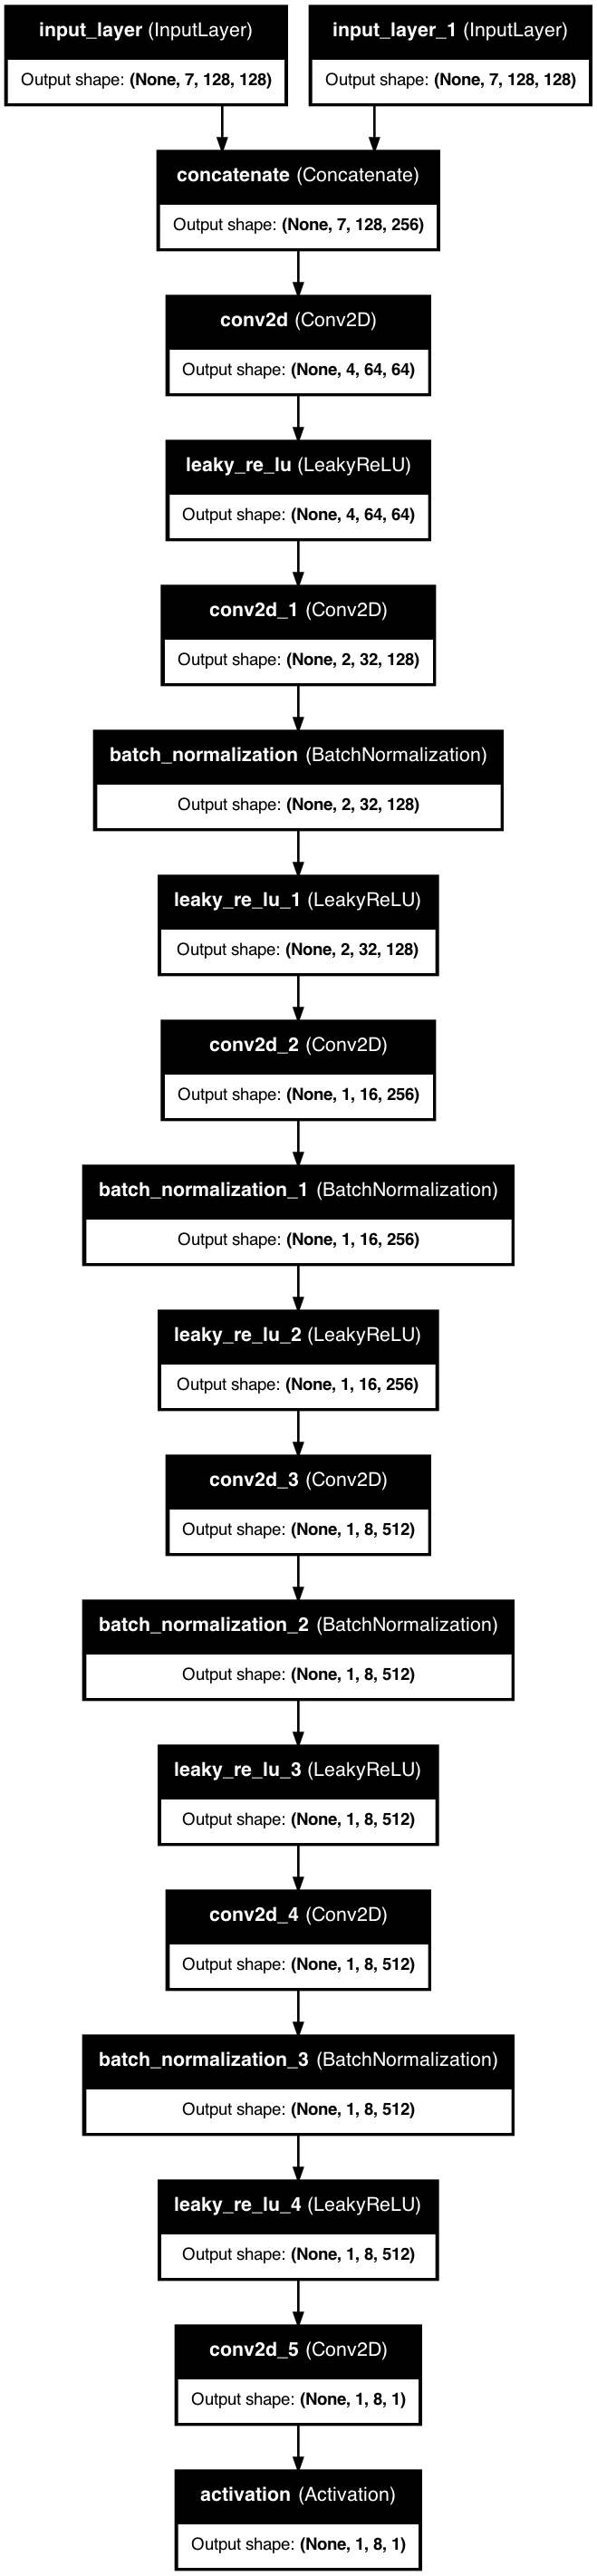 input_layer (InputLayer)
Output shape: (None, 7, 128, 128)
input_layer_1 (InputLayer)
Output shape: (None, 7, 128, 128)
concatenate (Concatenate)
Output shape: (None, 7, 128, 256)
conv2d (Conv2D)
Output shape: (None, 4, 64, 64)
leaky_re_lu (LeakyReLU)
Output shape: (None, 4, 64, 64)
conv2d_1 (Conv2D)
Output shape: (None, 2, 32, 128)
batch_normalization (BatchNormalization)
Output shape: (None, 2, 32, 128)
leaky_re_lu_1 (LeakyReLU)
Output shape: (None, 2, 32, 128)
conv2d_2 (Conv2D)
Output shape: (None, 1, 16, 256)
batch_normalization_1 (BatchNormalization)
Output shape: (None, 1, 16, 256)
leaky_re_lu_2 (LeakyReLU)
Output shape: (None, 1, 16, 256)
conv2d_3 (Conv2D)
Output shape: (None, 1, 8, 512)
batch_normalization_2 (BatchNormalization)
Output shape: (None, 1, 8, 512)
leaky_re_lu_3 (LeakyReLU)
Output shape: (None, 1, 8, 512)
conv2d_4 (Conv2D)
Output shape: (None, 1, 8, 512)
batch_normalization_3 (BatchNormalization)
Output shape: (None, 1, 8, 512)
leaky_re_lu_4 (LeakyReLU)
Output shape: (None, 1, 8, 512)
conv2d_5 (Conv2D)
Output shape: (None, 1, 8, 1)
activation (Activation)
Output shape: (None, 1, 8, 1)